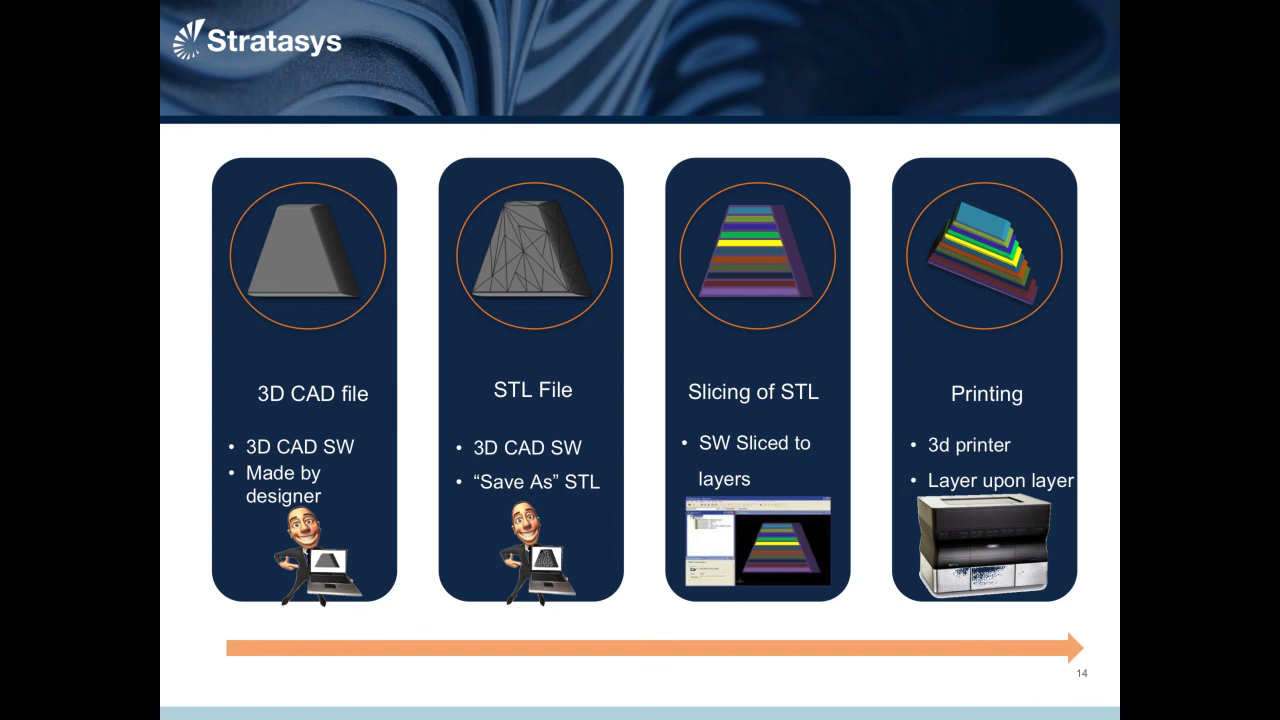 Stratasys
3D CAD file
• 3D CAD SW
• Made by
designer
STL File
• 3D CAD SW
• “Save As” STL
Slicing of STL
• SW Sliced to
layers
Printing
• 3d printer
• Layer upon layer
14